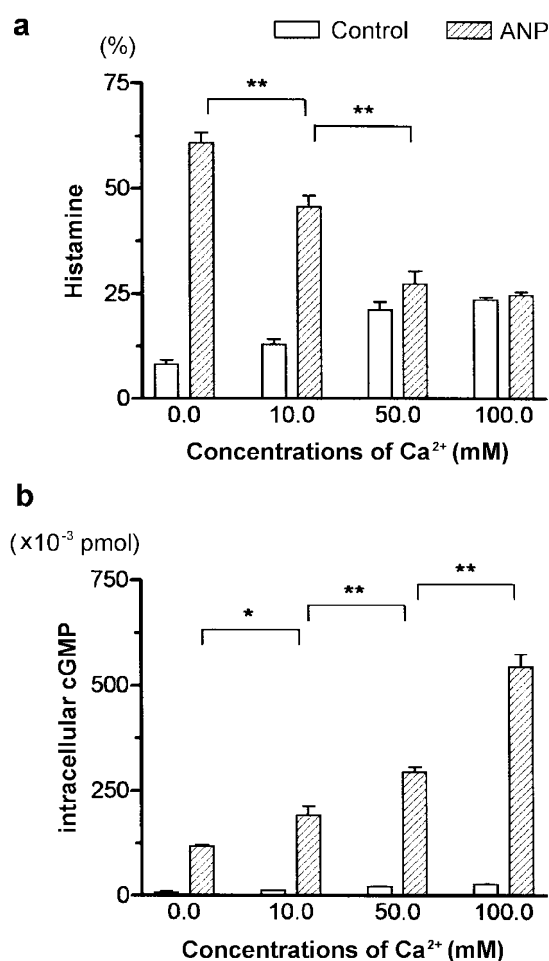 a
(%)
Control
ANP
75
**
**
50
Histamine
25
0
0.0 10.0 50.0 100.0
Concentrations of Ca²⁺ (mM)
b
(×10⁻³ pmol)
750
**
**
*
500
intracellular cGMP
250
0
0.0 10.0 50.0 100.0
Concentrations of Ca²⁺ (mM)